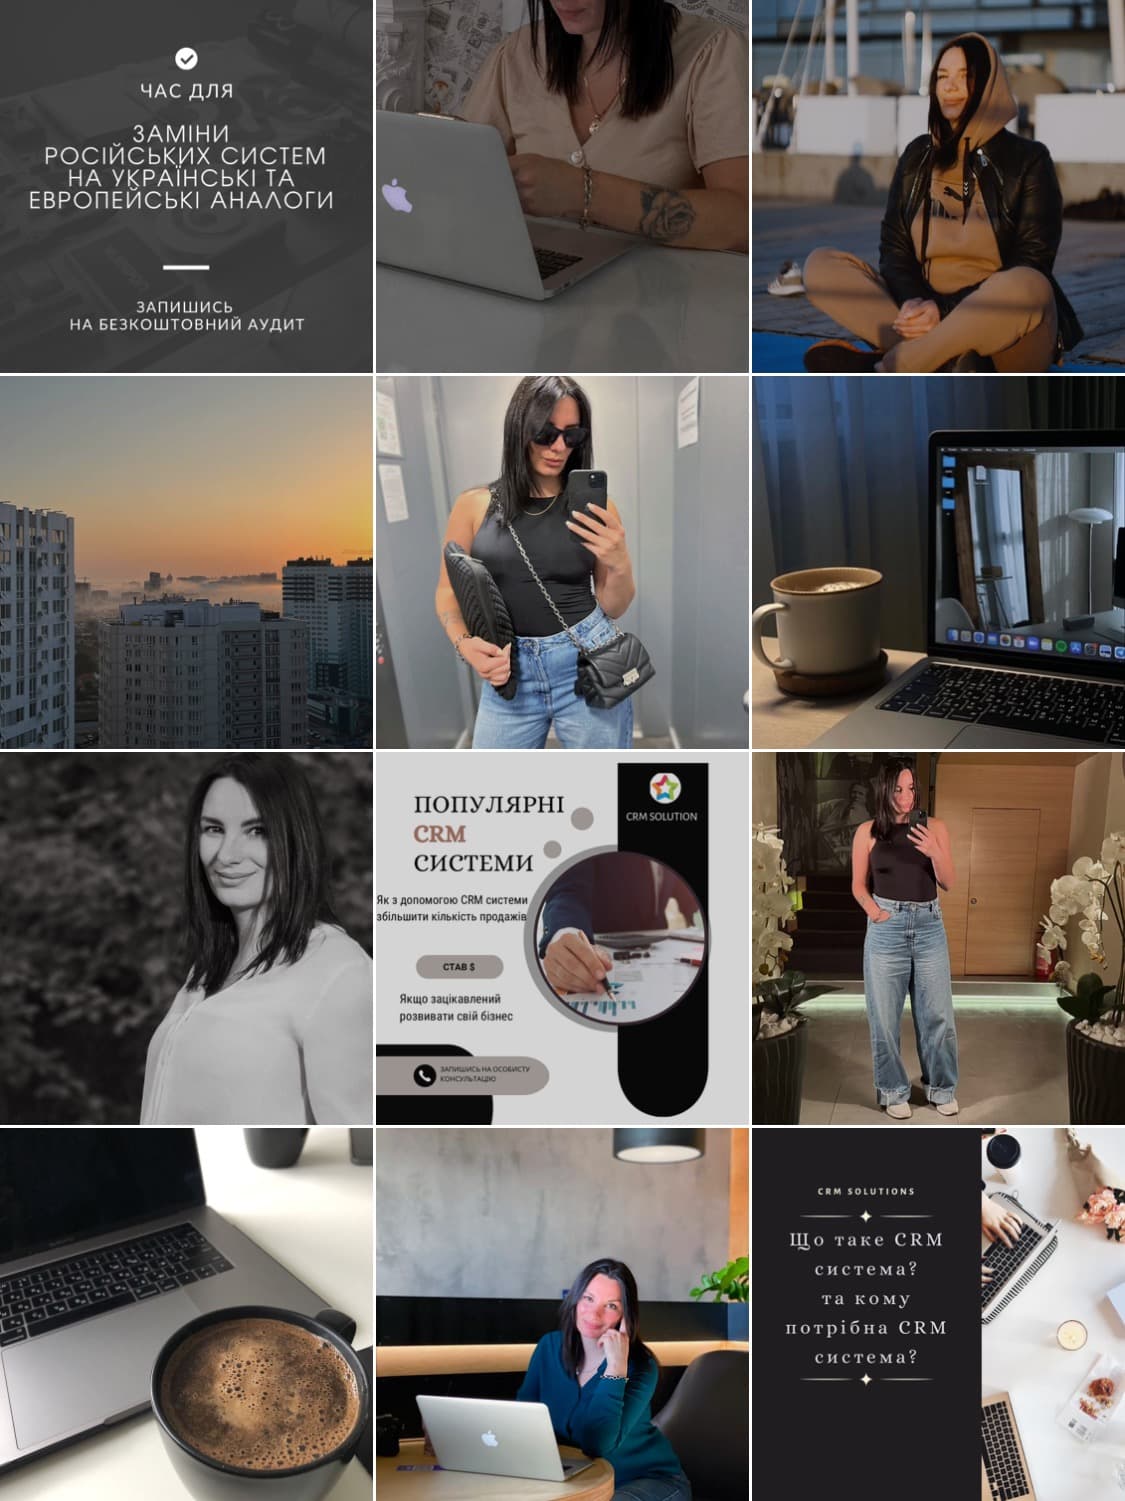 ЧАС ДЛЯ
ЗАМІНИ
РОСІЙСЬКИХ СИСТЕМ
НА УКРАЇНСЬКІ ТА
ЕВРОПЕЙСЬКІ АНАЛОГИ
ЗАПИШИСЬ
НА БЕЗКОШТОВНИЙ АУДИТ
ПОПУЛЯРНІ
CRM
СИСТЕМИ
CRM SOLUTION
Як з допомогою CRM системи
збільшити кількість продажів
СТАВ $
Якщо зацікавлений
розвивати свій бізнес
ЗАПИШИСЬ НА ОСОБИСТУ
КОНСУЛЬТАЦІЮ
CRM SOLUTIONS
Що таке CRM
система?
та кому
потрібна CRM
система?